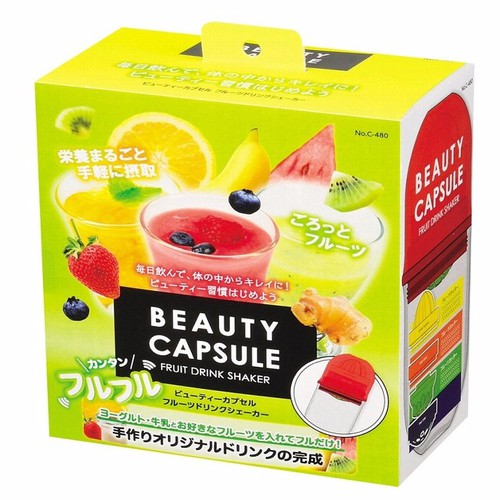 BEAUTY
CAPSULE
毎日飲んで、体の中からキレイに!
ビューティー習慣はじめよう
ビューティーカプセル フルーツドリンクシェーカー
No.C-480
栄養まるごと
手軽に摂取
ごろっと
フルーツ
毎日飲んで、体の中からキレイに!
ビューティー習慣はじめよう
BEAUTY
CAPSULE
FRUIT DRINK SHAKER
カンタン
フルフル
ビューティーカプセル
フルーツドリンクシェーカー
ヨーグルト・牛乳とお好きなフルーツを入れてフルだけ!
手作りオリジナルドリンクの完成
BEAUTY
CAPSULE
FRUIT DRINK SHAKER